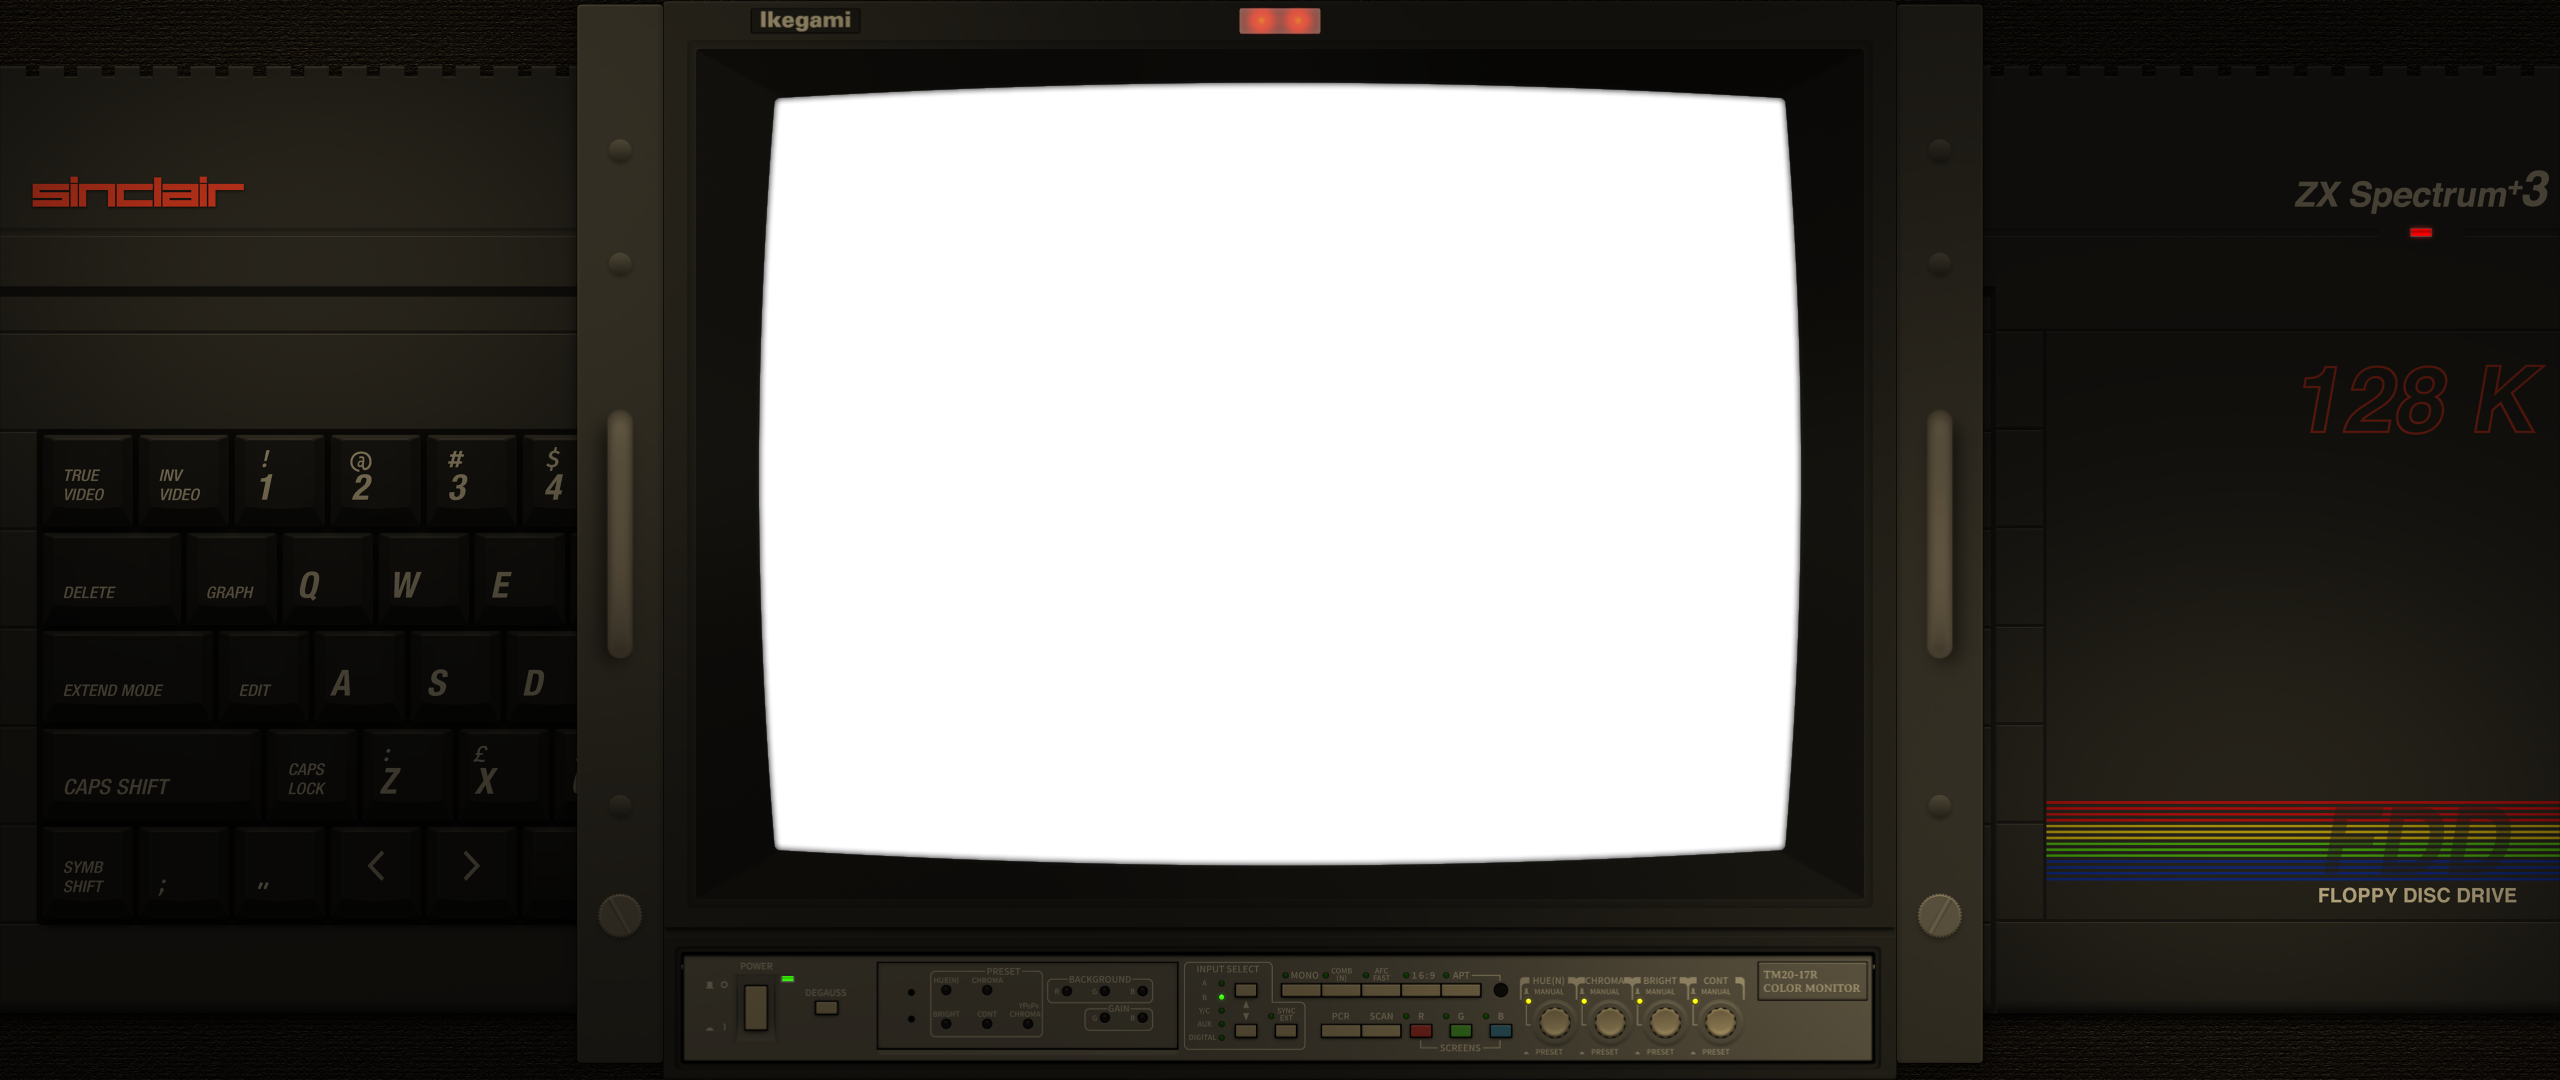 Ikegami
sinclair
ZX Spectrum+3
128 K
TRUE VIDEO
INV VIDEO
! 1
@ 2
# 3
$ 4
DELETE
GRAPH
Q
W
E
EXTEND MODE
EDIT
A
S
D
CAPS SHIFT
CAPS LOCK
: Z
£ X
SYMB SHIFT
;
"
<
>
FDD
FLOPPY DISC DRIVE
POWER
DEGAUSS
PRESET
HUE(N)
CHROMA
BRIGHT
CONT
YPbPr
CHROMA
BACKGROUND
R G B
GAIN
G B
INPUT SELECT
A
B
Y/C
AUX
DIGITAL
SYNC EXT
MONO
COMB (N)
AFC FAST
16:9
APT
PCR
SCAN
R
G
B
SCREENS
HUE(N)
MANUAL
PRESET
CHROMA
MANUAL
PRESET
BRIGHT
MANUAL
PRESET
CONT
MANUAL
PRESET
TM20-17R
COLOR MONITOR